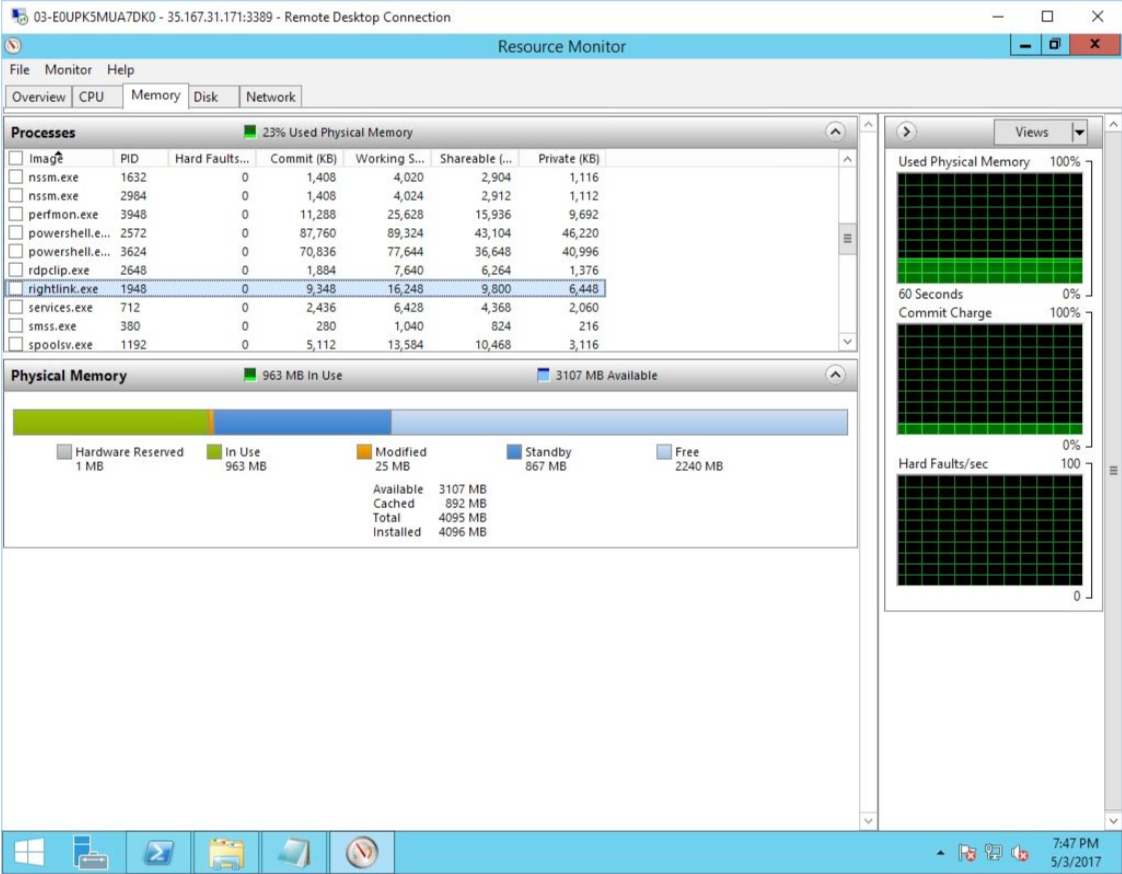 03-E0UPK5MUA7DK0 - 35.167.31.171:3389 - Remote Desktop Connection
Resource Monitor
File Monitor Help
Overview CPU Memory Disk Network
Processes 23% Used Physical Memory
Image PID Hard Faults... Commit (KB) Working S... Shareable (... Private (KB)
nssm.exe 1632 0 1,408 4,020 2,904 1,116
nssm.exe 2984 0 1,408 4,024 2,912 1,112
perfmon.exe 3948 0 11,288 25,628 15,936 9,692
powershell.e... 2572 0 87,760 89,324 43,104 46,220
powershell.e... 3624 0 70,836 77,644 36,648 40,996
rdpclip.exe 2648 0 1,884 7,640 6,264 1,376
rightlink.exe 1948 0 9,348 16,248 9,800 6,448
services.exe 712 0 2,436 6,428 4,368 2,060
smss.exe 380 0 280 1,040 824 216
spoolsv.exe 1192 0 5,112 13,584 10,468 3,116
Physical Memory 963 MB In Use 3107 MB Available
Hardware Reserved In Use Modified Standby Free
1 MB 963 MB 25 MB 867 MB 2240 MB
Available 3107 MB
Cached 892 MB
Total 4095 MB
Installed 4096 MB
Views
Used Physical Memory 100%
60 Seconds 0%
Commit Charge 100%
0%
Hard Faults/sec 100
0
7:47 PM
5/3/2017